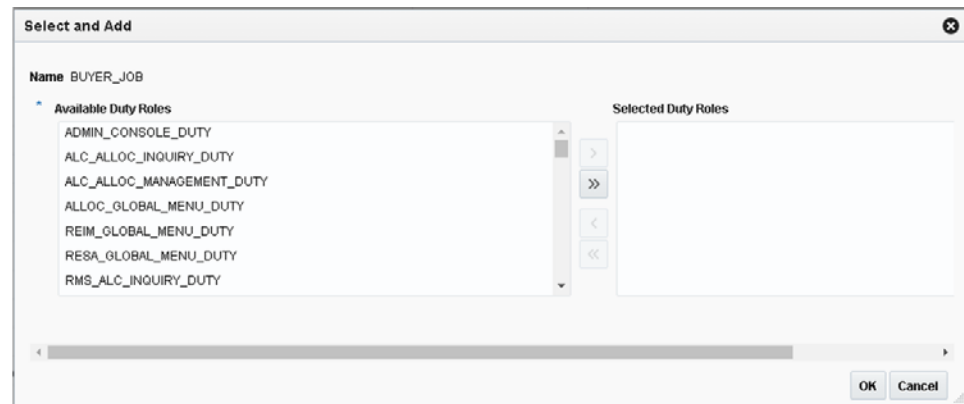 Select and Add
Name BUYER_JOB
* Available Duty Roles
Selected Duty Roles
ADMIN_CONSOLE_DUTY
ALC_ALLOC_INQUIRY_DUTY
ALC_ALLOC_MANAGEMENT_DUTY
ALLOC_GLOBAL_MENU_DUTY
REIM_GLOBAL_MENU_DUTY
RESA_GLOBAL_MENU_DUTY
RMS_ALC_INQUIRY_DUTY
OK Cancel